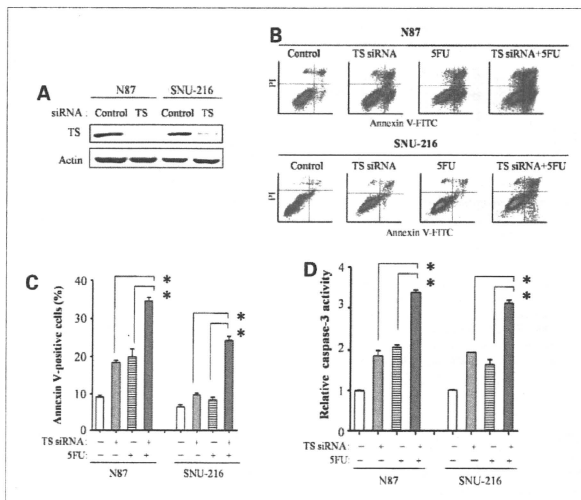 A
N87 SNU-216
siRNA : Control TS Control TS
TS
Actin
B
N87
Control TS siRNA 5FU TS siRNA+5FU
PI
Annexin V-FITC
SNU-216
Control TS siRNA 5FU TS siRNA+5FU
PI
Annexin V-FITC
C
Annexin V-positive cells (%)
40
30
20
10
0
* *
* *
TS siRNA: − + − + − + − +
5FU: − − + + − − + +
N87 SNU-216
D
Relative caspase-3 activity
4
3
2
1
0
* *
* *
TS siRNA: − + − + − + − +
5FU: − − + + − − + +
N87 SNU-216